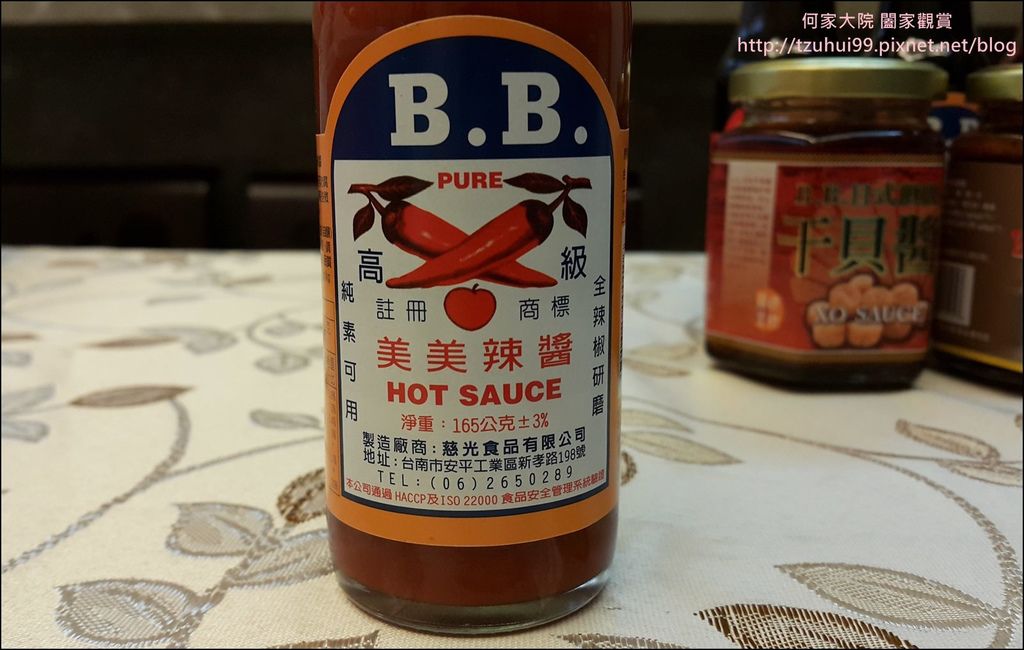 何家大院 闔家觀賞
http://tzuhui99.pixnet.net/blog
B.B.
PURE
高級
註冊商標
純素可用
全辣椒研磨
美美辣醬
HOT SAUCE
淨重：165公克±3%
製造廠商：慈光食品有限公司
地址：台南市安平工業區新孝路198號
TEL：(06)2650289
本公司通過HACCP及ISO 22000食品安全管理系統驗證
干貝醬
XO SAUCE